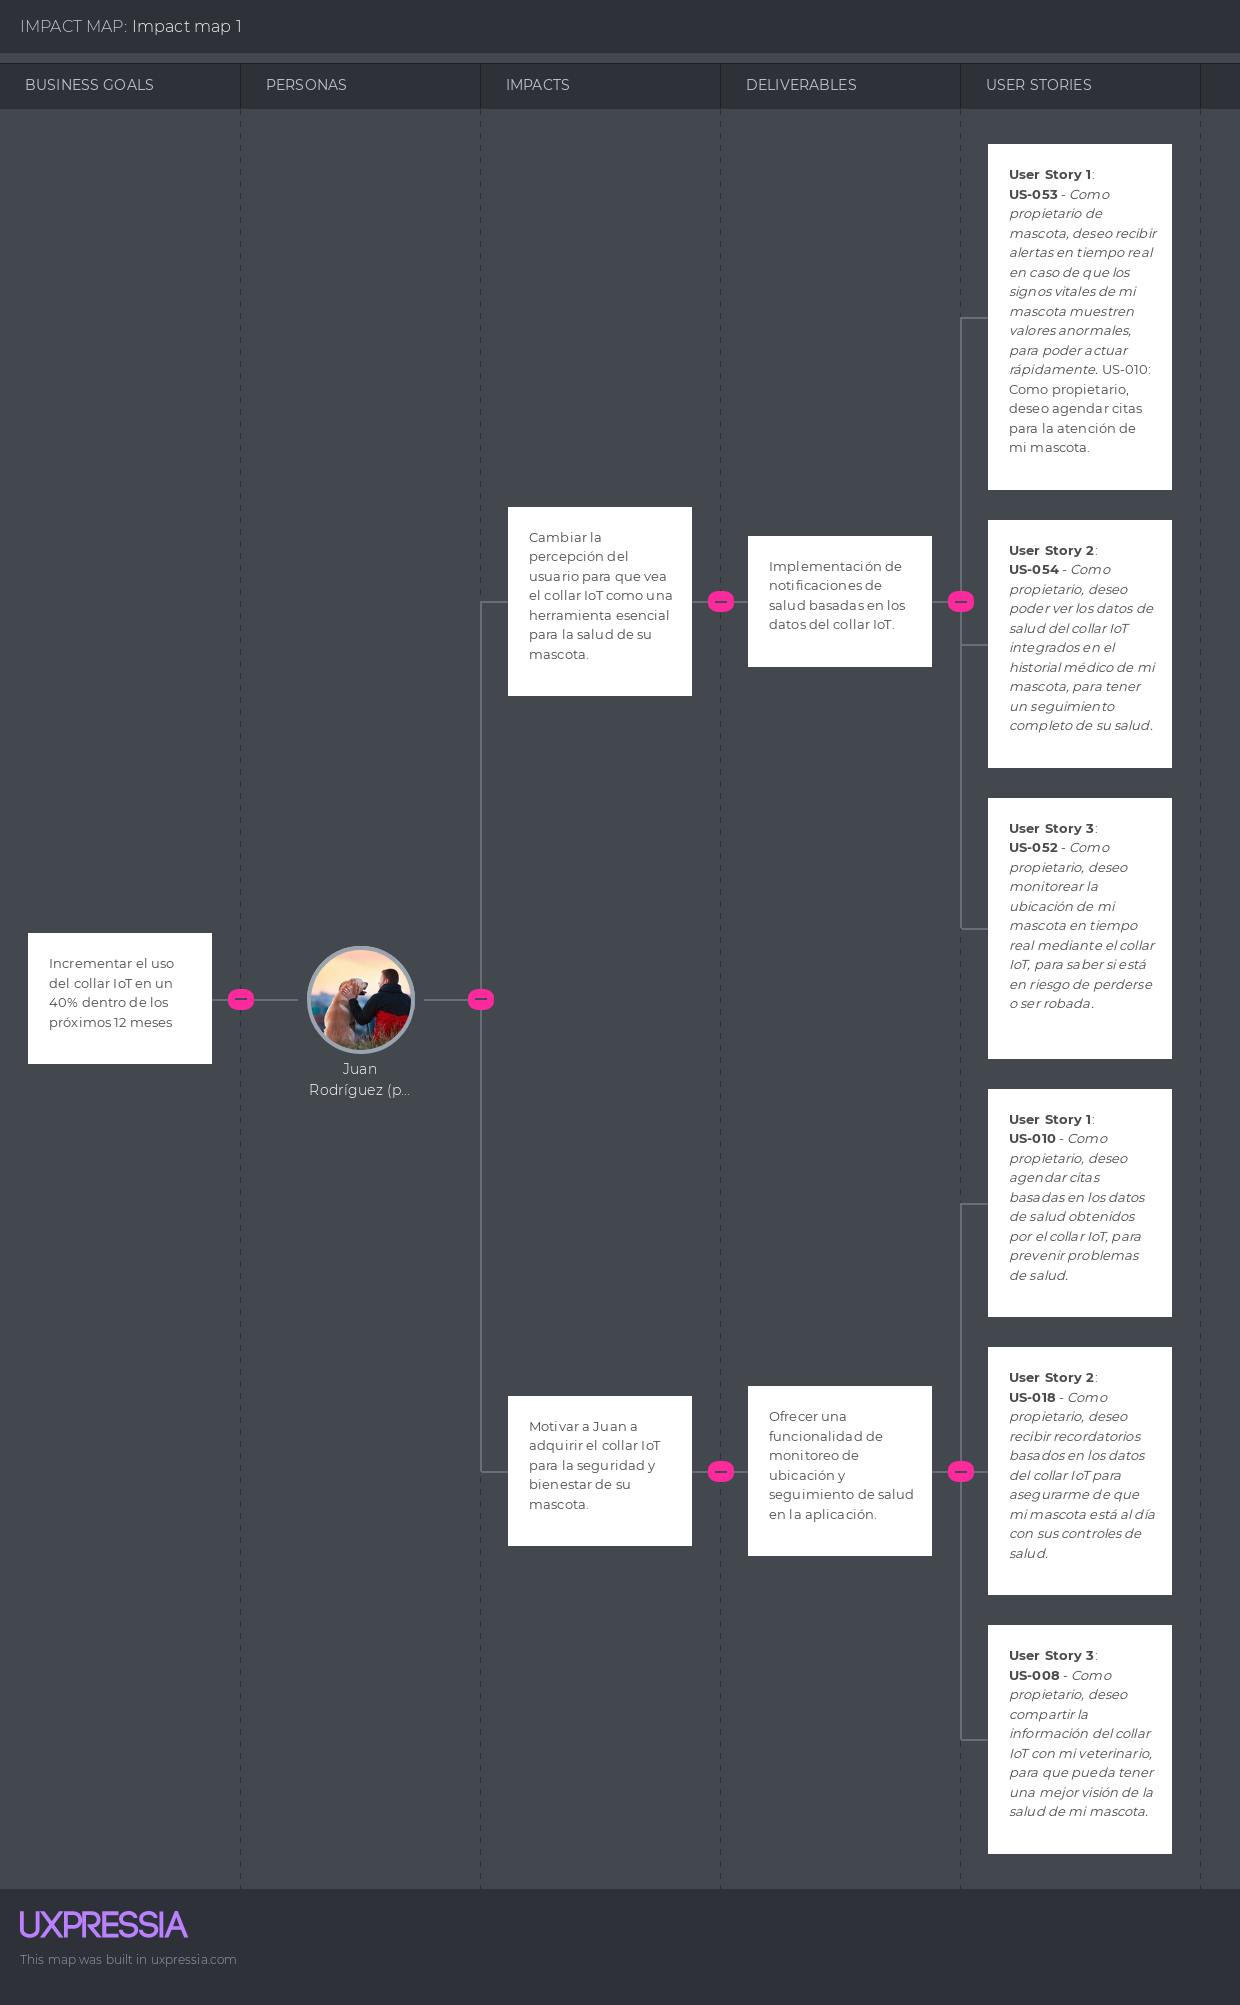 IMPACT MAP: Impact map 1
BUSINESS GOALS
PERSONAS
IMPACTS
DELIVERABLES
USER STORIES
Incrementar el uso
del collar IoT en un
40% dentro de los
próximos 12 meses
Juan
Rodríguez (p...
Cambiar la
percepción del
usuario para que vea
el collar IoT como una
herramienta esencial
para la salud de su
mascota.
Implementación de
notificaciones de
salud basadas en los
datos del collar IoT.
User Story 1:
US-053 - Como
propietario de
mascota, deseo recibir
alertas en tiempo real
en caso de que los
signos vitales de mi
mascota muestren
valores anormales,
para poder actuar
rápidamente. US-010:
Como propietario,
deseo agendar citas
para la atención de
mi mascota.
User Story 2:
US-054 - Como
propietario, deseo
poder ver los datos de
salud del collar IoT
integrados en el
historial médico de mi
mascota, para tener
un seguimiento
completo de su salud.
User Story 3:
US-052 - Como
propietario, deseo
monitorear la
ubicación de mi
mascota en tiempo
real mediante el collar
IoT, para saber si está
en riesgo de perderse
o ser robada.
Motivar a Juan a
adquirir el collar IoT
para la seguridad y
bienestar de su
mascota.
Ofrecer una
funcionalidad de
monitoreo de
ubicación y
seguimiento de salud
en la aplicación.
User Story 1:
US-010 - Como
propietario, deseo
agendar citas
basadas en los datos
de salud obtenidos
por el collar IoT, para
prevenir problemas
de salud.
User Story 2:
US-018 - Como
propietario, deseo
recibir recordatorios
basados en los datos
del collar IoT para
asegurarme de que
mi mascota está al día
con sus controles de
salud.
User Story 3:
US-008 - Como
propietario, deseo
compartir la
información del collar
IoT con mi veterinario,
para que pueda tener
una mejor visión de la
salud de mi mascota.
UXPRESSIA
This map was built in uxpressia.com